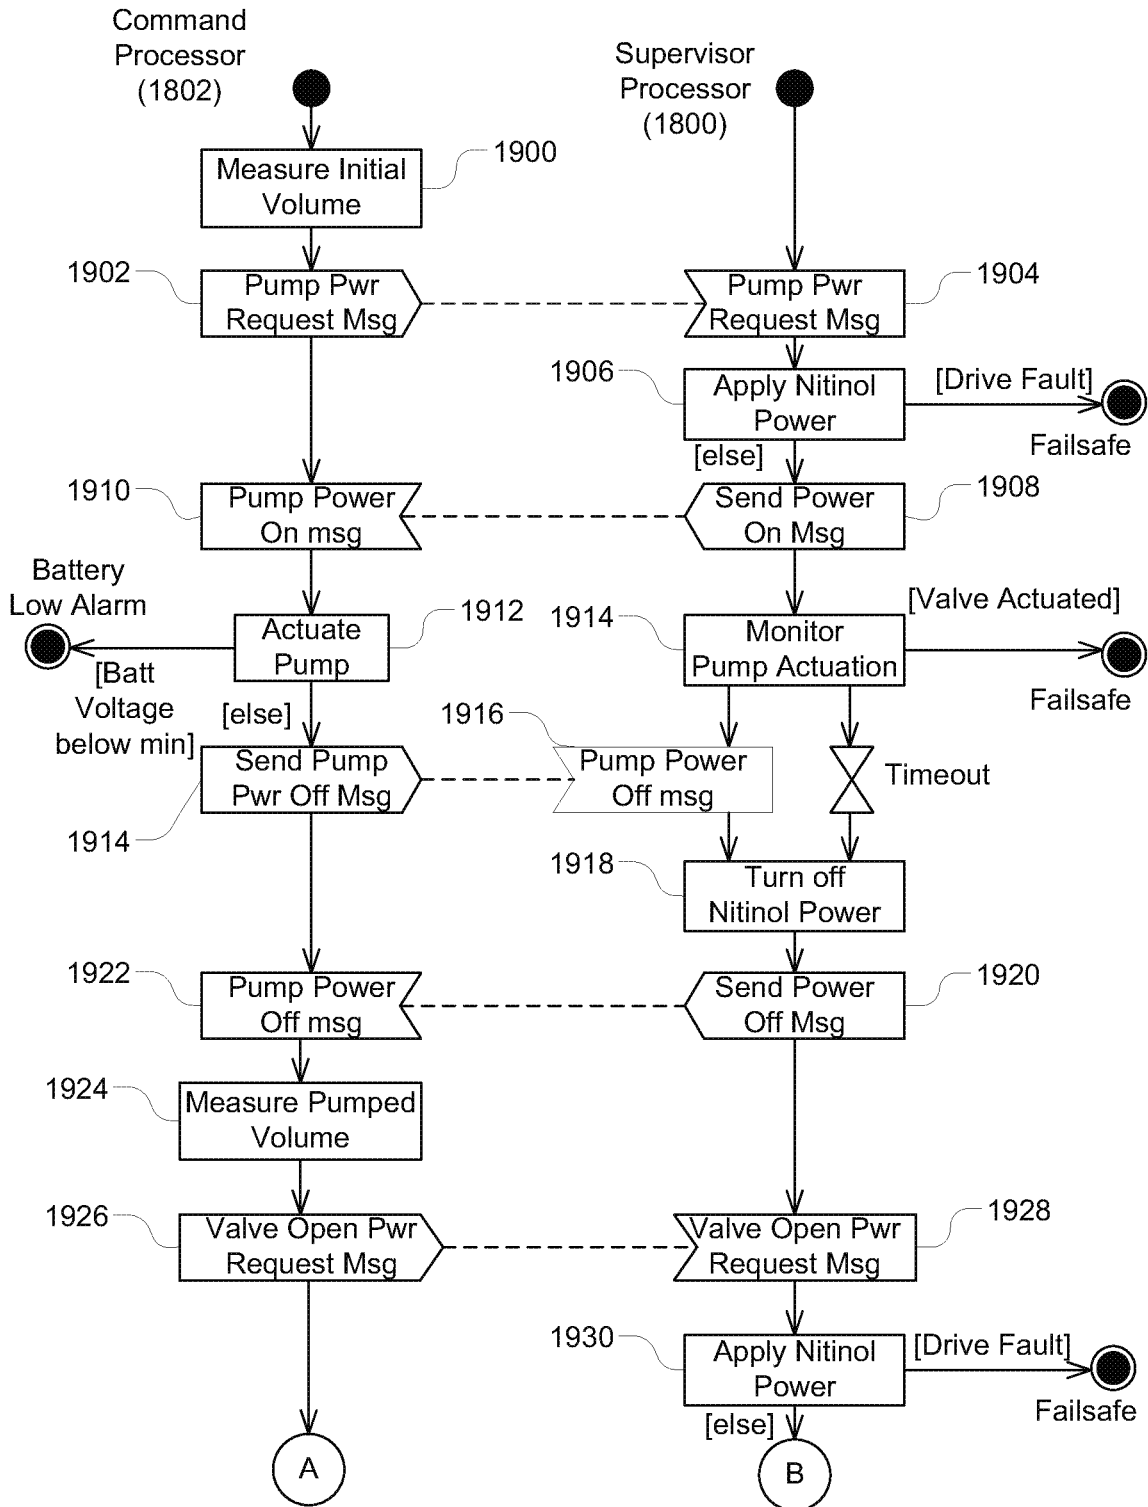 Command
Processor
(1802)
Supervisor
Processor
(1800)
Measure Initial
Volume
1900
1902
Pump Pwr
Request Msg
Pump Pwr
Request Msg
1904
1906
Apply Nitinol
Power
[Drive Fault]
Failsafe
[else]
1910
Pump Power
On msg
Send Power
On Msg
1908
Battery
Low Alarm
Actuate
Pump
1912
1914
Monitor
Pump Actuation
[Valve Actuated]
Failsafe
[Batt
Voltage
below min]
[else]
1916
Send Pump
Pwr Off Msg
Pump Power
Off msg
Timeout
1914
1918
Turn off
Nitinol Power
1922
Pump Power
Off msg
Send Power
Off Msg
1920
1924
Measure Pumped
Volume
1926
Valve Open Pwr
Request Msg
Valve Open Pwr
Request Msg
1928
1930
Apply Nitinol
Power
[Drive Fault]
Failsafe
[else]
A
B